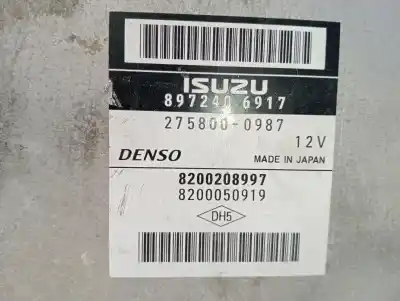 ISUZU
897240 6917
275800-0987
12V
DENSO
MADE IN JAPAN
8200208997
8200050919
DH5